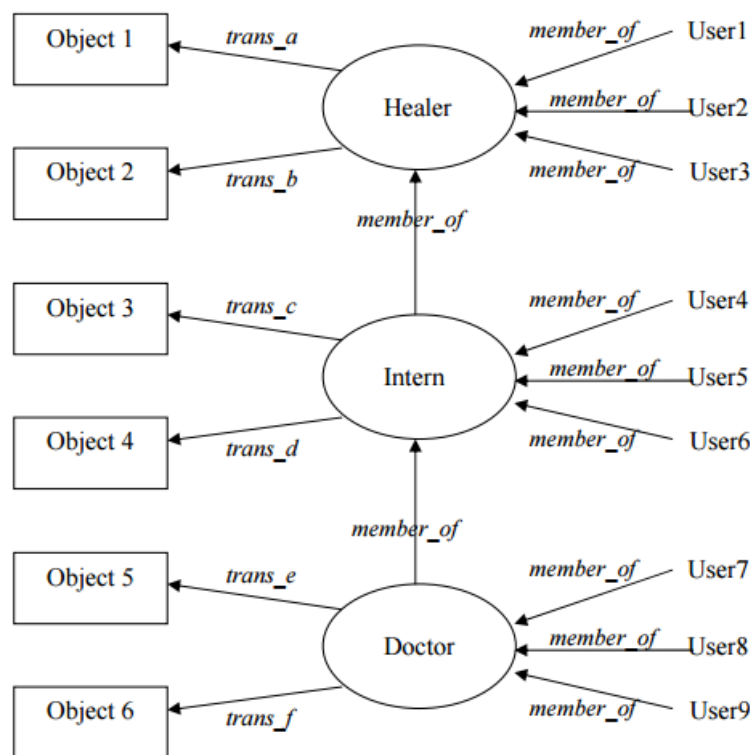 Object 1
trans_a
member_of
User1
Healer
member_of
User2
Object 2
trans_b
member_of
User3
member_of
Object 3
trans_c
member_of
User4
Intern
member_of
User5
Object 4
trans_d
member_of
User6
member_of
Object 5
trans_e
member_of
User7
Doctor
member_of
User8
Object 6
trans_f
member_of
User9